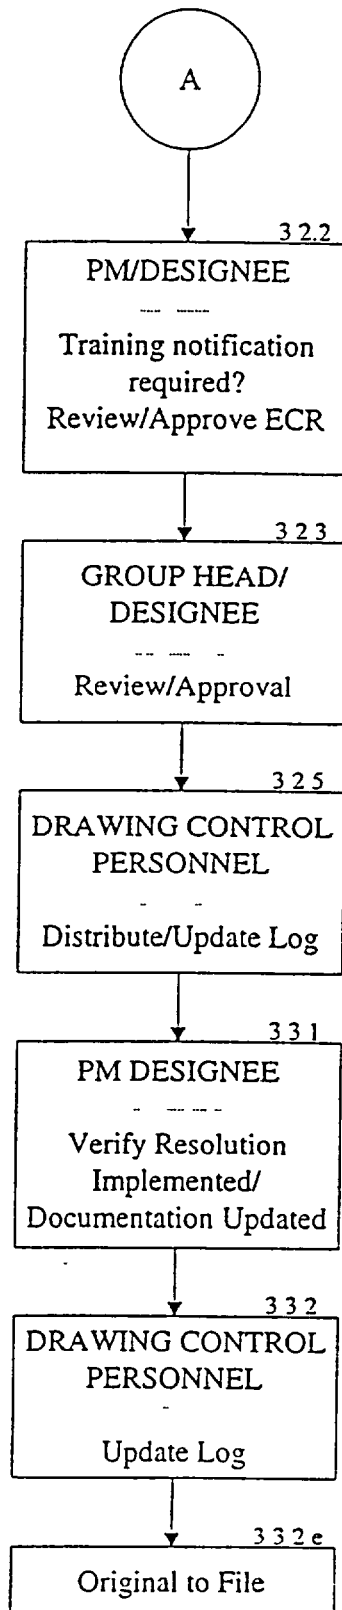 A
3 2.2
PM/DESIGNEE
Training notification
required?
Review/Approve ECR
3 2 3
GROUP HEAD/
DESIGNEE
Review/Approval
3 2 5
DRAWING CONTROL
PERSONNEL
Distribute/Update Log
3 3 1
PM DESIGNEE
Verify Resolution
Implemented/
Documentation Updated
3 3 2
DRAWING CONTROL
PERSONNEL
Update Log
3 3 2 e
Original to File